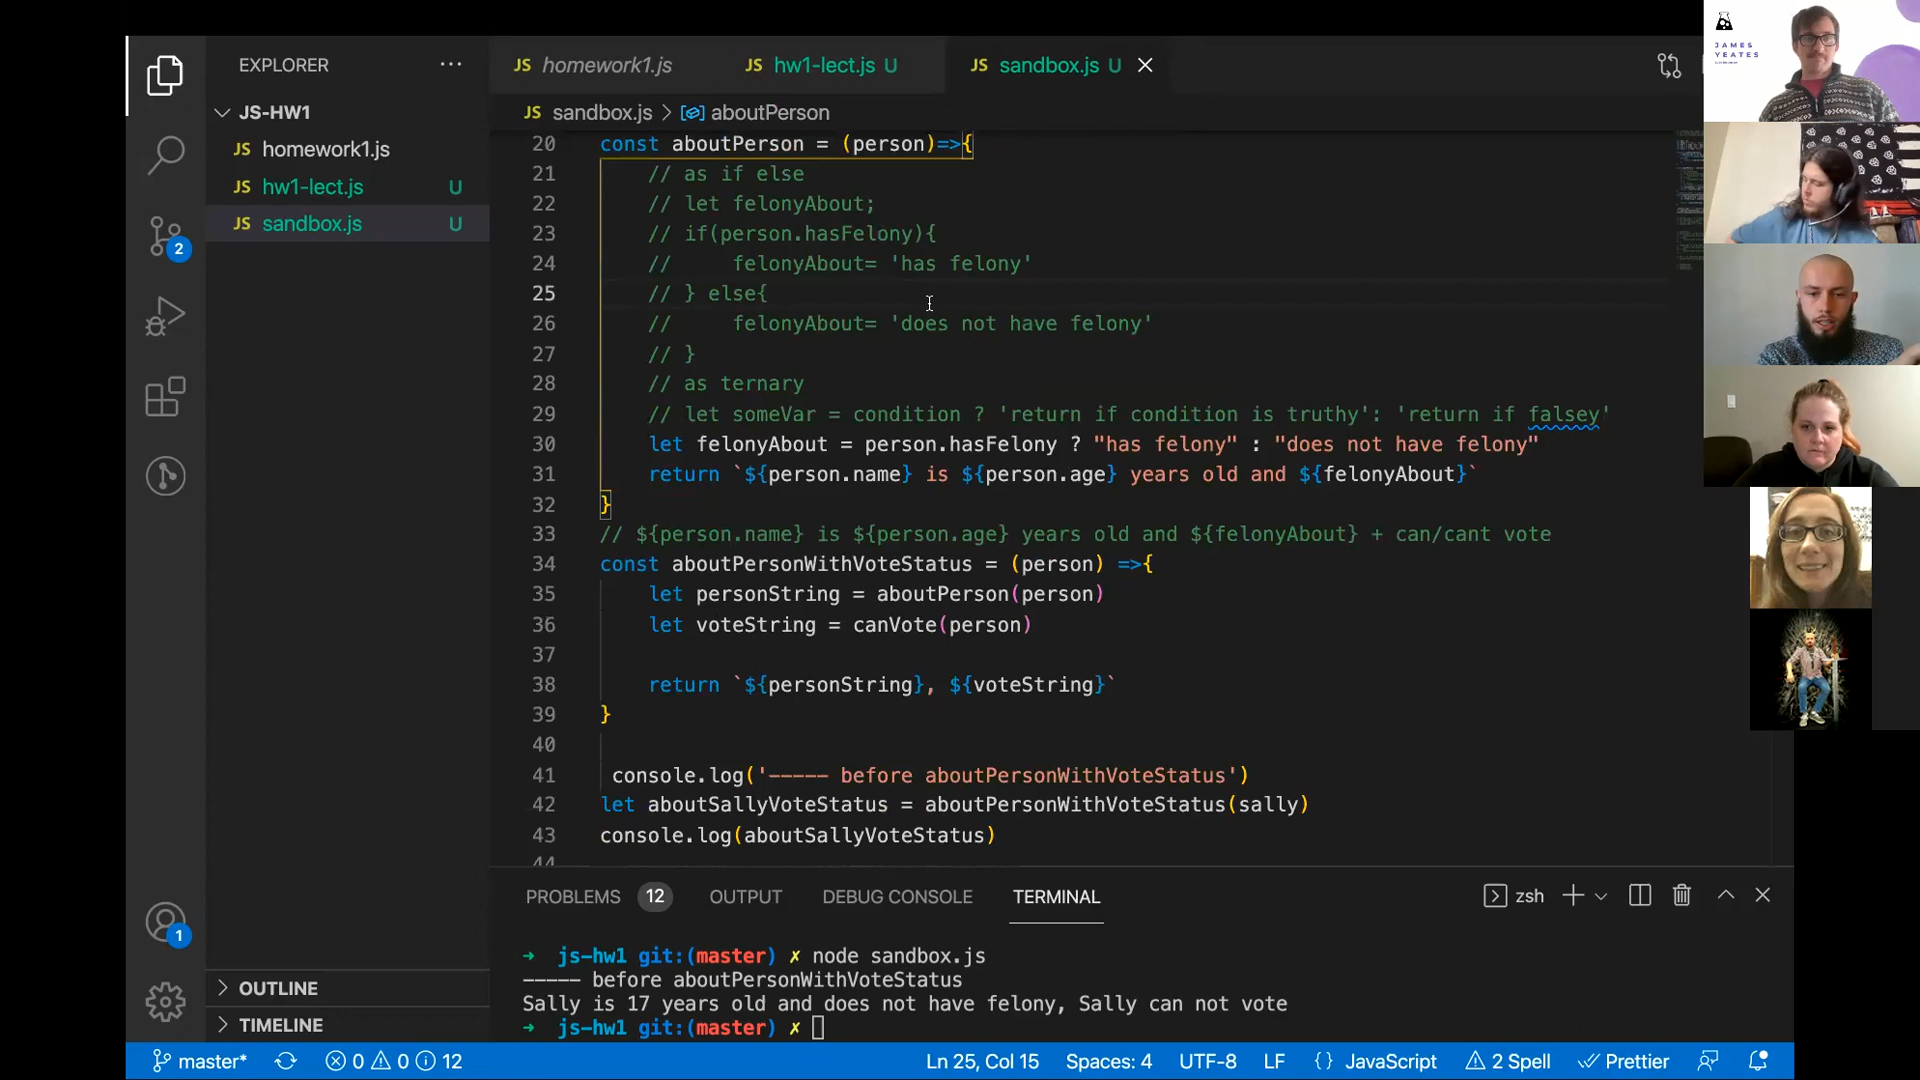 EXPLORER ...
JS-HW1
JS homework1.js
JS hw1-lect.js U
JS sandbox.js U
2
1
OUTLINE
TIMELINE
JS homework1.js JS hw1-lect.js U JS sandbox.js U
JS sandbox.js > aboutPerson
20 const aboutPerson = (person)=>{
21 // as if else
22 // let felonyAbout;
23 // if(person.hasFelony){
24 //     felonyAbout= 'has felony'
25 // } else{
26 //     felonyAbout= 'does not have felony'
27 // }
28 // as ternary
29 // let someVar = condition ? 'return if condition is truthy': 'return if falsey'
30 let felonyAbout = person.hasFelony ? "has felony" : "does not have felony"
31 return `${person.name} is ${person.age} years old and ${felonyAbout}`
32 }
33 // ${person.name} is ${person.age} years old and ${felonyAbout} + can/cant vote
34 const aboutPersonWithVoteStatus = (person) =>{
35 let personString = aboutPerson(person)
36 let voteString = canVote(person)
37
38 return `${personString}, ${voteString}`
39 }
40
41 console.log('----- before aboutPersonWithVoteStatus')
42 let aboutSallyVoteStatus = aboutPersonWithVoteStatus(sally)
43 console.log(aboutSallyVoteStatus)
44
PROBLEMS 12 OUTPUT DEBUG CONSOLE TERMINAL zsh
→ js-hw1 git:(master) ✗ node sandbox.js
----- before aboutPersonWithVoteStatus
Sally is 17 years old and does not have felony, Sally can not vote
→ js-hw1 git:(master) ✗
master* 0 0 12 Ln 25, Col 15 Spaces: 4 UTF-8 LF {} JavaScript 2 Spell Prettier
JAMES
YEATES